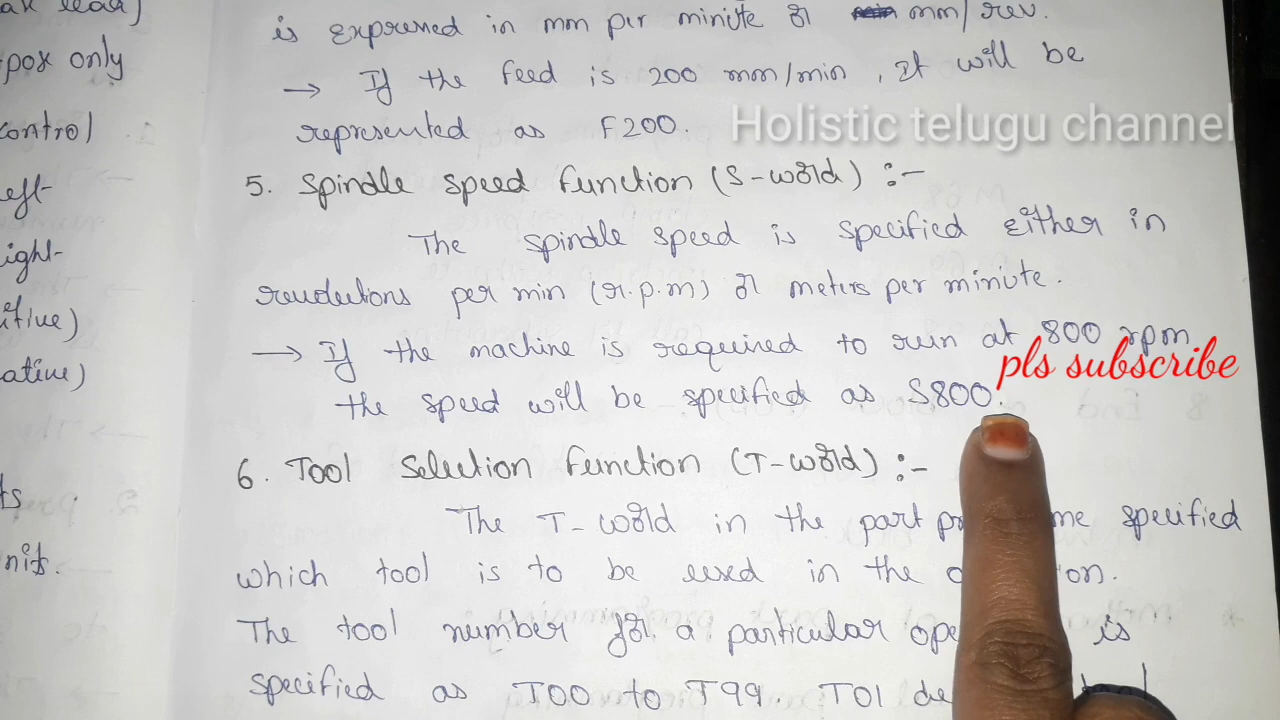 pox only
control
is expressed in mm per minute or mm/rev.
→ If the feed is 200 mm/min, It will be
represented as F200.
Holistic telugu channel
5. Spindle Speed Function (S-word) :-
The spindle speed is specified either in
revolutions per min (r.p.m) or meters per minute.
→ If the machine is required to run at 800 rpm
pls subscribe
the speed will be specified as S800.
6. Tool Selection Function (T-word) :-
The T-word in the part me specified
which tool is to be used in the
The tool number for a particular is
specified as T00 to T99. T01